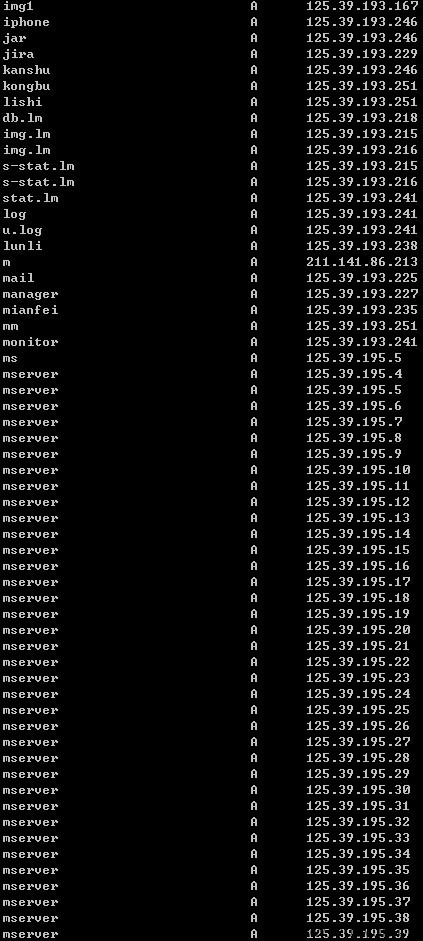 img1 A 125.39.193.167
iphone A 125.39.193.246
jar A 125.39.193.246
jira A 125.39.193.229
kanshu A 125.39.193.246
kongbu A 125.39.193.251
lishi A 125.39.193.251
db.lm A 125.39.193.218
img.lm A 125.39.193.215
img.lm A 125.39.193.216
s-stat.lm A 125.39.193.215
s-stat.lm A 125.39.193.216
stat.lm A 125.39.193.241
log A 125.39.193.241
u.log A 125.39.193.241
lunli A 125.39.193.238
m A 211.141.86.213
mail A 125.39.193.225
manager A 125.39.193.227
mianfei A 125.39.193.235
mm A 125.39.193.251
monitor A 125.39.193.241
ms A 125.39.195.5
mserver A 125.39.195.4
mserver A 125.39.195.5
mserver A 125.39.195.6
mserver A 125.39.195.7
mserver A 125.39.195.8
mserver A 125.39.195.9
mserver A 125.39.195.10
mserver A 125.39.195.11
mserver A 125.39.195.12
mserver A 125.39.195.13
mserver A 125.39.195.14
mserver A 125.39.195.15
mserver A 125.39.195.16
mserver A 125.39.195.17
mserver A 125.39.195.18
mserver A 125.39.195.19
mserver A 125.39.195.20
mserver A 125.39.195.21
mserver A 125.39.195.22
mserver A 125.39.195.23
mserver A 125.39.195.24
mserver A 125.39.195.25
mserver A 125.39.195.26
mserver A 125.39.195.27
mserver A 125.39.195.28
mserver A 125.39.195.29
mserver A 125.39.195.30
mserver A 125.39.195.31
mserver A 125.39.195.32
mserver A 125.39.195.33
mserver A 125.39.195.34
mserver A 125.39.195.35
mserver A 125.39.195.36
mserver A 125.39.195.37
mserver A 125.39.195.38
mserver A 125.39.195.39